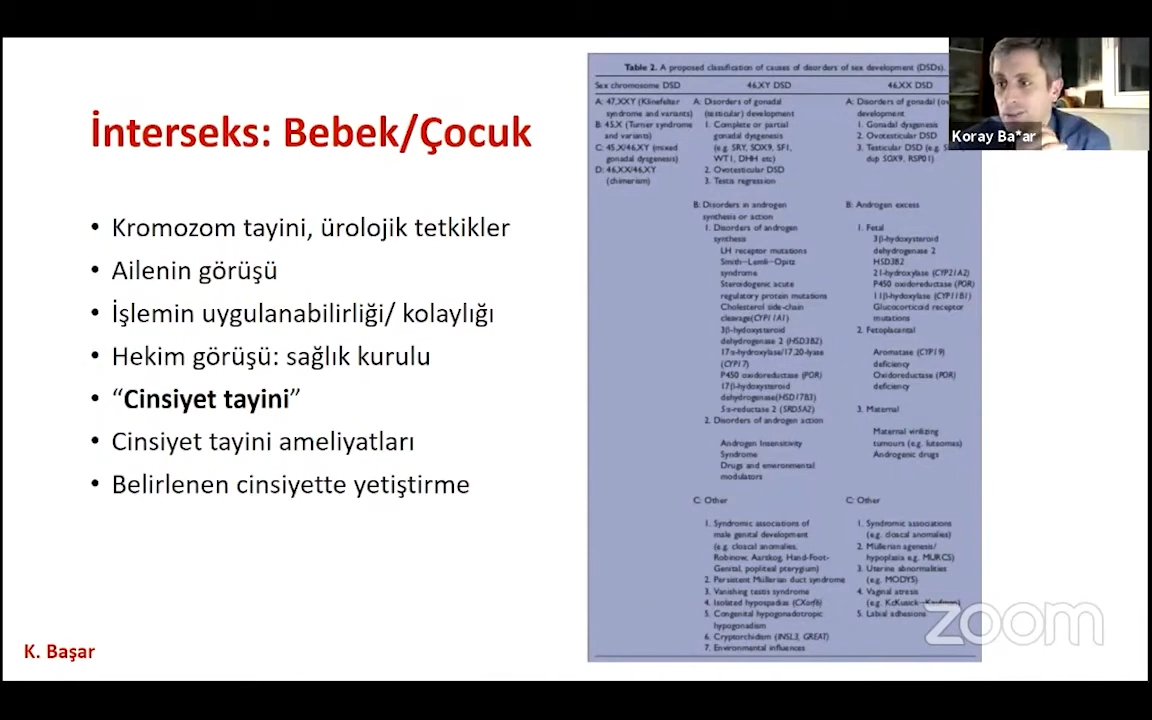 İnterseks: Bebek/Çocuk
• Kromozom tayini, ürolojik tetkikler
• Ailenin görüşü
• İşlemin uygulanabilirliği/ kolaylığı
• Hekim görüşü: sağlık kurulu
• “Cinsiyet tayini”
• Cinsiyet tayini ameliyatları
• Belirlenen cinsiyette yetiştirme
K. Başar
Table 2. A proposed classification of causes of disorders of sex development (DSDs).
Sex chromosome DSD
A: 47,XXY (Klinefelter
syndrome and variants)
B: 45,X (Turner syndrome
and variants)
C: 45,X/46,XY (mixed
gonadal dysgenesis)
D: 46,XX/46,XY
(chimerism)
46,XY DSD
A: Disorders of gonadal
(testicular) development
1. Complete or partial
gonadal dysgenesis
(e.g. SRY, SOX9, SF1,
WT1, DHH etc)
2. Ovotesticular DSD
3. Testis regression
B: Disorders in androgen
synthesis or action
1. Disorders of androgen
synthesis
LH receptor mutations
Smith–Lemli–Opitz
syndrome
Steroidogenic acute
regulatory protein mutations
Cholesterol side-chain
cleavage(CYP11A1)
3β-hydroxysteroid
dehydrogenase 2 (HSD3B2)
17α-hydroxylase/17.20-lyase
(CYP17)
P450 oxidoreductase (POR)
17β-hydroxysteroid
dehydrogenase(HSD17B3)
5α-reductase 2 (SRD5A2)
2. Disorders of androgen action
Androgen Insensitivity
Syndrome
Drugs and environmental
modulators
C: Other
1. Syndromic associations of
male genital development
(e.g. cloacal anomalies,
Robinow, Aarskog, Hand-Foot-
Genital, popliteal pterygium)
2. Persistent Müllerian duct syndrome
3. Vanishing testis syndrome
4. Isolated hypospadias (CXorf6)
5. Congenital hypogonadotropic
hypogonadism
6. Cryptorchidism (INSL3, GREAT)
7. Environmental influences
46,XX DSD
A: Disorders of gonadal
development
1. Gonadal dysgenesis
2. Ovotesticular DSD
3. Testicular DSD (e.g.
dup SOX9, RSPO1)
B: Androgen excess
1. Fetal
3β-hydroxysteroid
dehydrogenase 2
HSD3B2
21-hydroxylase (CYP21A2)
P450 oxidoreductase (POR)
11β-hydroxylase (CYP11B1)
Glucocorticoid receptor
mutations
2. Fetoplacental
Aromatase (CYP19)
deficiency
Oxidoreductase (POR)
deficiency
3. Maternal
Maternal virilizing
tumours (e.g. luteomas)
Androgenic drugs
C: Other
1. Syndromic associations
(e.g. cloacal anomalies)
2. Müllerian agenesis/
hypoplasia e.g. MURCS)
3. Uterine abnormalities
(e.g. MODY5)
4. Vaginal atresia
(e.g. KcKusick–Kaufman)
5. Labial adhesions
Koray Ba*ar
zoom